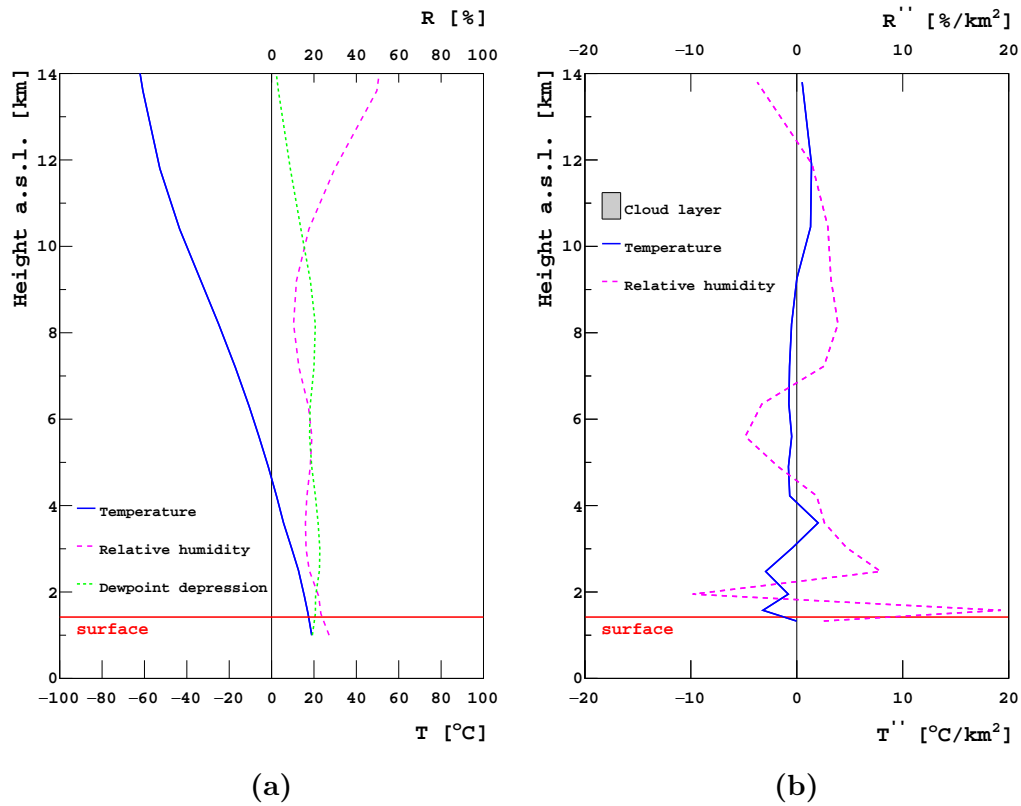 R [%]
0 20 40 60 80 100
14
12
10
8
6
4
2
0
Height a.s.l. [km]
Temperature
Relative humidity
Dewpoint depression
surface
−100 −80 −60 −40 −20 0 20 40 60 80 100
T [°C]
(a)
R'' [%/km²]
−20 −10 0 10 20
14
12
10
8
6
4
2
0
Height a.s.l. [km]
Cloud layer
Temperature
Relative humidity
surface
−20 −10 0 10 20
T'' [°C/km²]
(b)